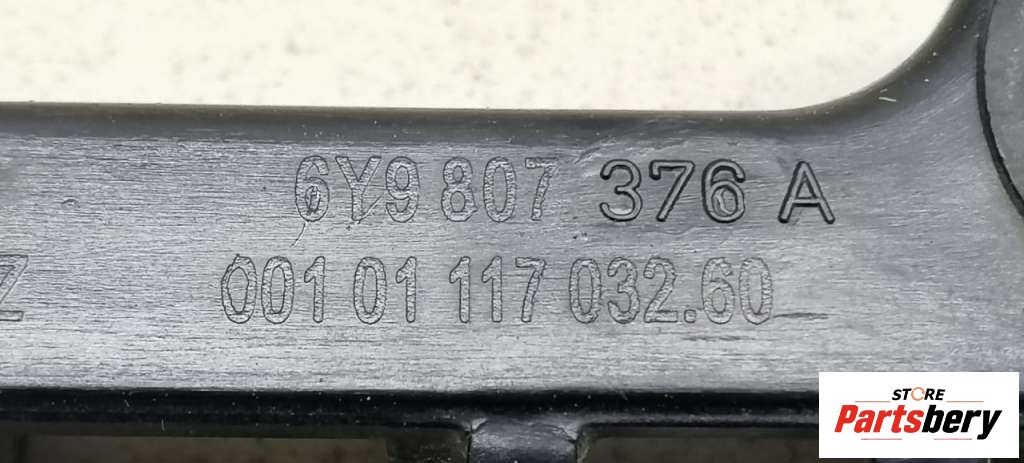 6Y9 807 376 A
Z
001 01 117 032.60
STORE
Partsbery